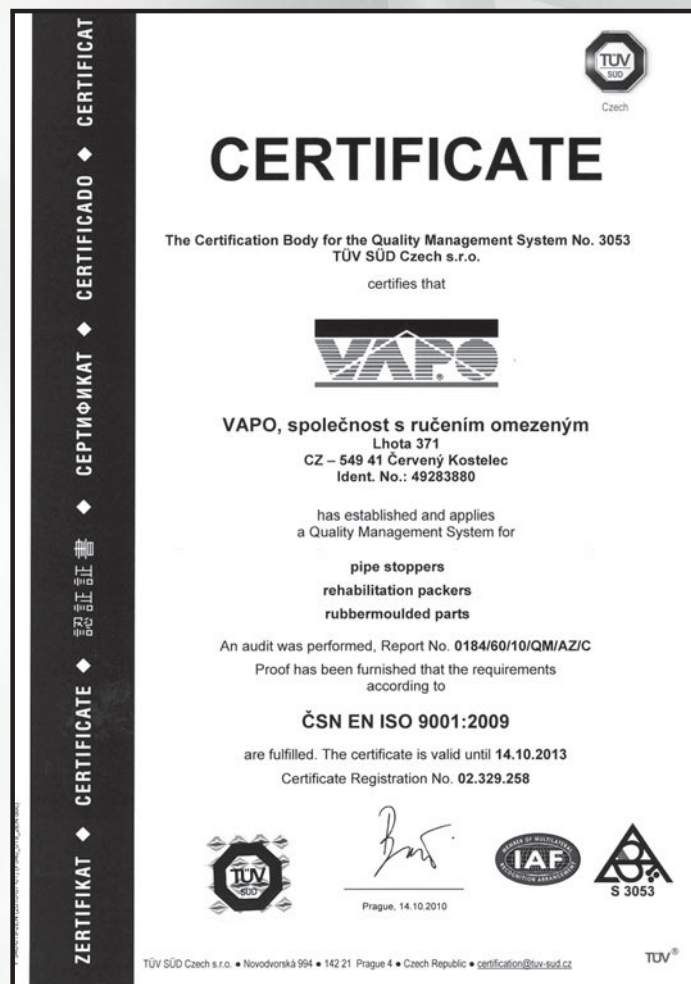 TÜV
SÜD
Czech
CERTIFICATE
The Certification Body for the Quality Management System No. 3053
TÜV SÜD Czech s.r.o.
certifies that
VAPO®
VAPO, společnost s ručením omezeným
Lhota 371
CZ – 549 41 Červený Kostelec
Ident. No.: 49283880
has established and applies
a Quality Management System for
pipe stoppers
rehabilitation packers
rubbermoulded parts
An audit was performed, Report No. 0184/60/10/QM/AZ/C
Proof has been furnished that the requirements
according to
ČSN EN ISO 9001:2009
are fulfilled. The certificate is valid until 14.10.2013
Certificate Registration No. 02.329.258
TÜV
SÜD
Prague, 14.10.2010
MEMBER OF MULTILATERAL
RECOGNITION ARRANGEMENT
IAF
S 3053
TÜV SÜD Czech s.r.o. ● Novodvorská 994 ● 142 21 Prague 4 ● Czech Republic ● certification@tuv-sud.cz
TÜV®
ZERTIFIKAT ◆ CERTIFICATE ◆ 認証証書 ◆ СЕРТИФИКАТ ◆ CERTIFICADO ◆ CERTIFICAT